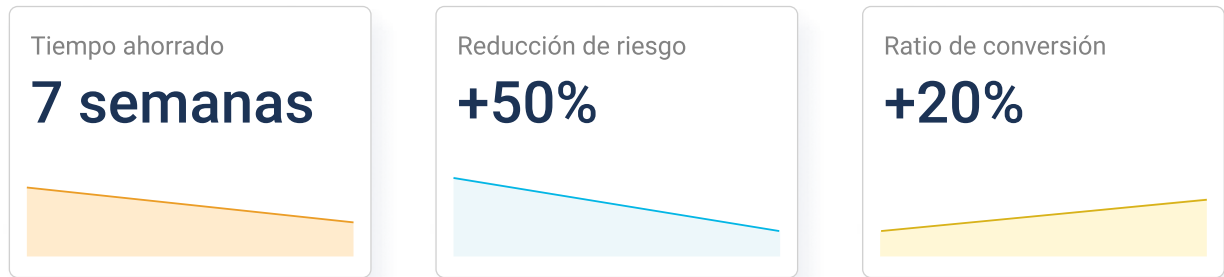 Tiempo ahorrado
7 semanas
Reducción de riesgo
+50%
Ratio de conversión
+20%